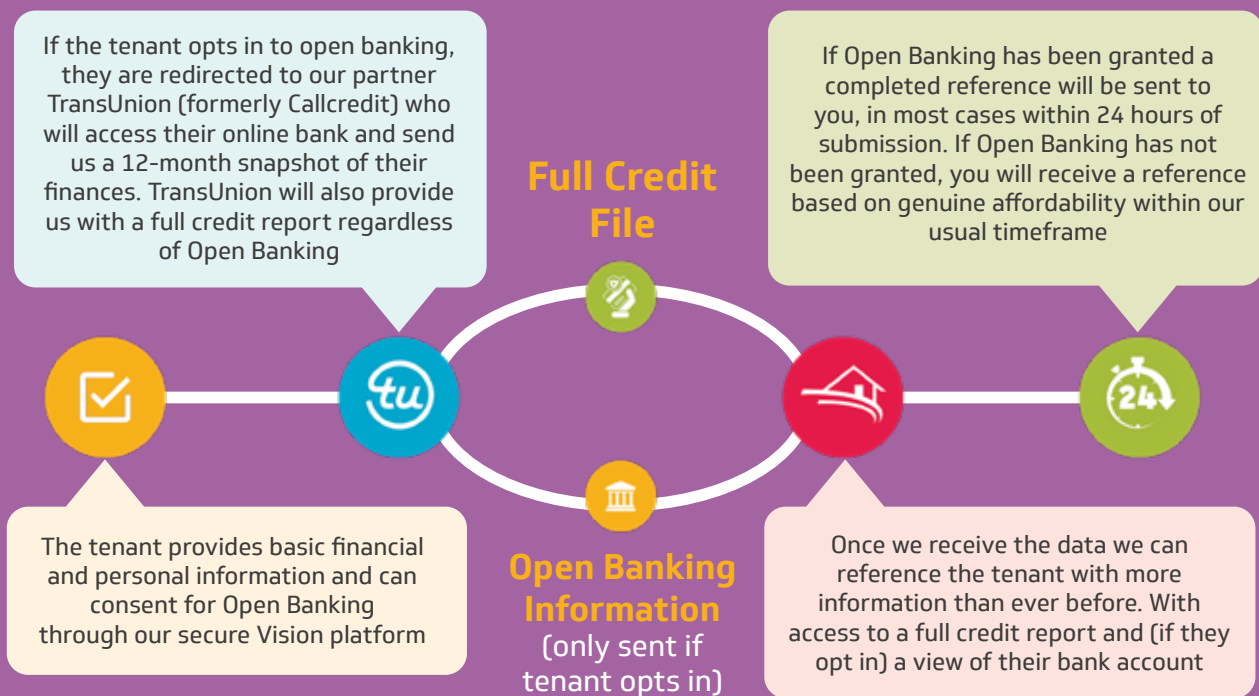 If the tenant opts in to open banking,
they are redirected to our partner
TransUnion (formerly Callcredit) who
will access their online bank and send
us a 12-month snapshot of their
finances. TransUnion will also provide
us with a full credit report regardless
of Open Banking
If Open Banking has been granted a
completed reference will be sent to
you, in most cases within 24 hours of
submission. If Open Banking has not
been granted, you will receive a reference
based on genuine affordability within our
usual timeframe
Full Credit
File
tu
24
The tenant provides basic financial
and personal information and can
consent for Open Banking
through our secure Vision platform
Open Banking
Information
(only sent if
tenant opts in)
Once we receive the data we can
reference the tenant with more
information than ever before. With
access to a full credit report and (if they
opt in) a view of their bank account